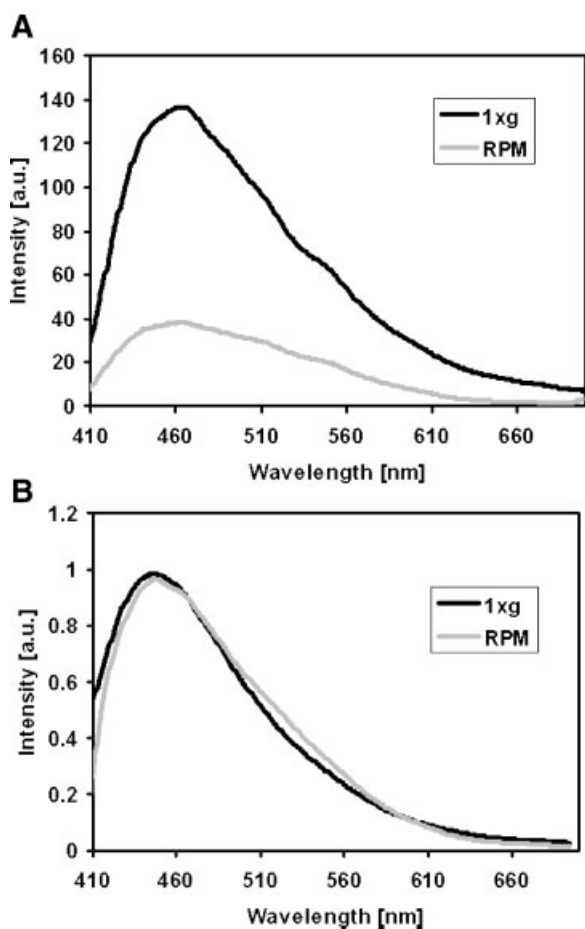 A
160
140
120
100
80
60
40
20
0
Intensity [a.u.]
1xg
RPM
410 460 510 560 610 660
Wavelength [nm]
B
1.2
1
0.8
0.6
0.4
0.2
0
Intensity [a.u.]
1xg
RPM
410 460 510 560 610 660
Wavelength [nm]